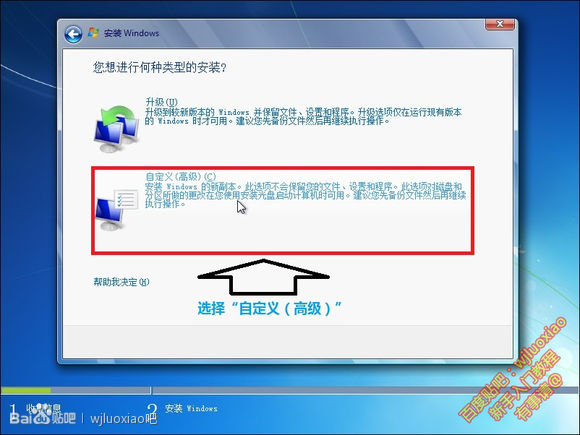 安装 Windows
您想进行何种类型的安装?
升级(U)
升级到较新版本的 Windows 并保留文件、设置和程序。升级选项仅在运行现有版本
的 Windows 时才可用。建议您先备份文件然后再继续执行操作。
自定义(高级)(C)
安装 Windows 的新副本。此选项不会保留您的文件、设置和程序。此选项对磁盘和
分区所做的更改在您使用安装光盘启动计算机时可用。建议您先备份文件然后再继续
执行操作。
帮助我决定(M)
选择“自定义(高级)”
百度贴吧:wjluoxiao
新手入门教程
有事请@
1 收集信息
2 安装 Windows
Bai du 贴吧 | wjluoxiao吧